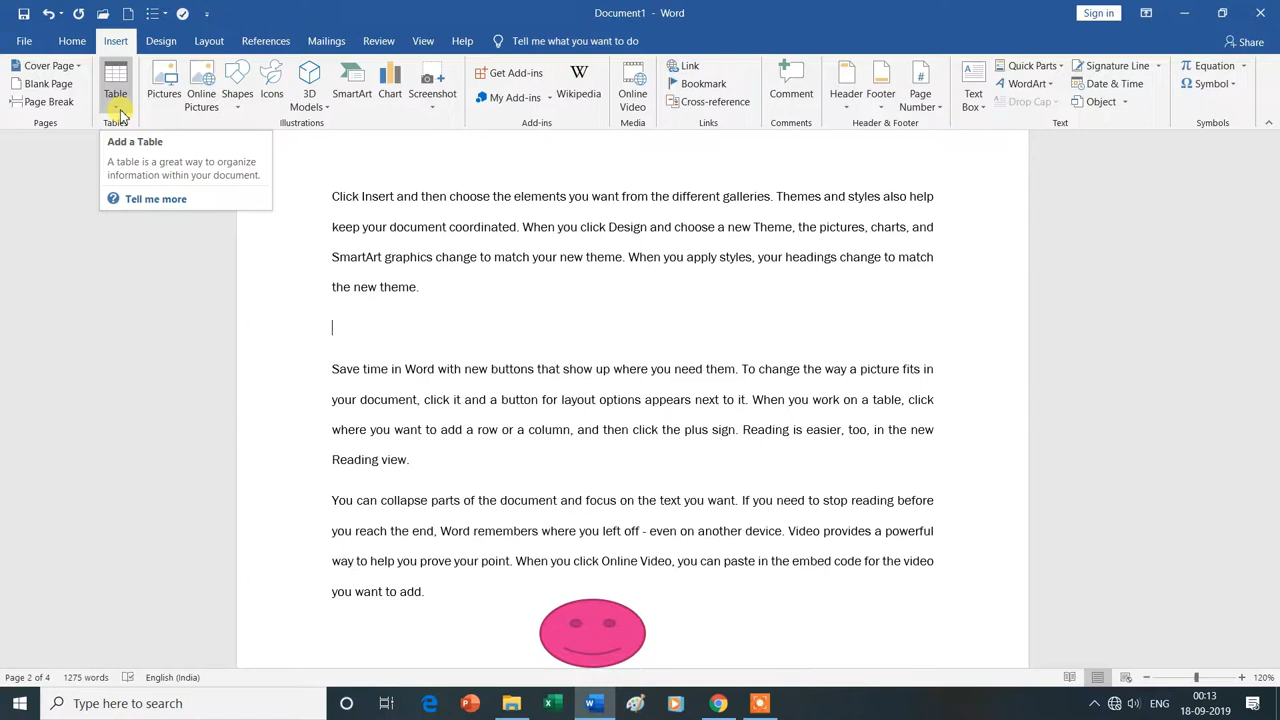 Document1 - Word
Sign in
File Home Insert Design Layout References Mailings Review View Help Tell me what you want to do
Share
Cover Page
Blank Page
Page Break
Pages
Table
Tables
Pictures
Online Pictures
Shapes
Icons
3D Models
SmartArt
Chart
Screenshot
Illustrations
Get Add-ins
My Add-ins
Wikipedia
Add-ins
Online Video
Media
Link
Bookmark
Cross-reference
Links
Comment
Comments
Header
Footer
Page Number
Header & Footer
Text Box
Quick Parts
WordArt
Drop Cap
Signature Line
Date & Time
Object
Text
Equation
Symbol
Symbols
Add a Table
A table is a great way to organize
information within your document.
Tell me more
Click Insert and then choose the elements you want from the different galleries. Themes and styles also help
keep your document coordinated. When you click Design and choose a new Theme, the pictures, charts, and
SmartArt graphics change to match your new theme. When you apply styles, your headings change to match
the new theme.
Save time in Word with new buttons that show up where you need them. To change the way a picture fits in
your document, click it and a button for layout options appears next to it. When you work on a table, click
where you want to add a row or a column, and then click the plus sign. Reading is easier, too, in the new
Reading view.
You can collapse parts of the document and focus on the text you want. If you need to stop reading before
you reach the end, Word remembers where you left off - even on another device. Video provides a powerful
way to help you prove your point. When you click Online Video, you can paste in the embed code for the video
you want to add.
Page 2 of 4 1275 words English (India)
120%
Type here to search
ENG
00:13
18-09-2019